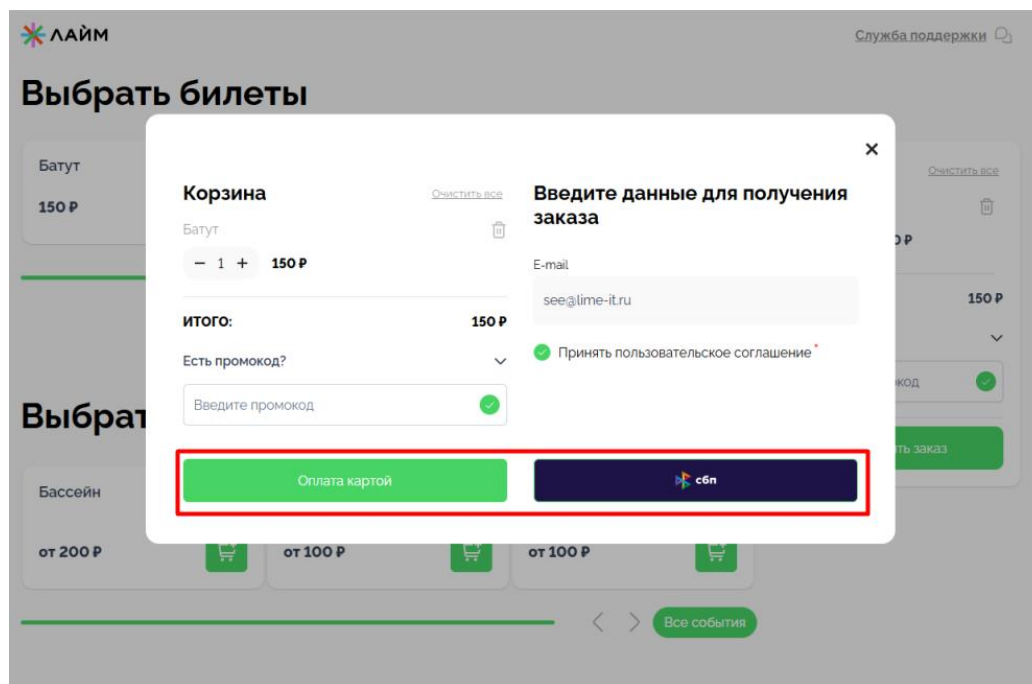 ЛАЙМ
Служба поддержки
Выбрать билеты
Батут
150 ₽
Корзина
Очистить все
Батут
− 1 + 150 ₽
ИТОГО:
150 ₽
Есть промокод?
Введите промокод
Введите данные для получения
заказа
E-mail
see@lime-it.ru
Принять пользовательское соглашение *
Оплата картой
сбп
Очистить все
150 ₽
Бассейн
от 200 ₽
от 100 ₽
от 100 ₽
Все события